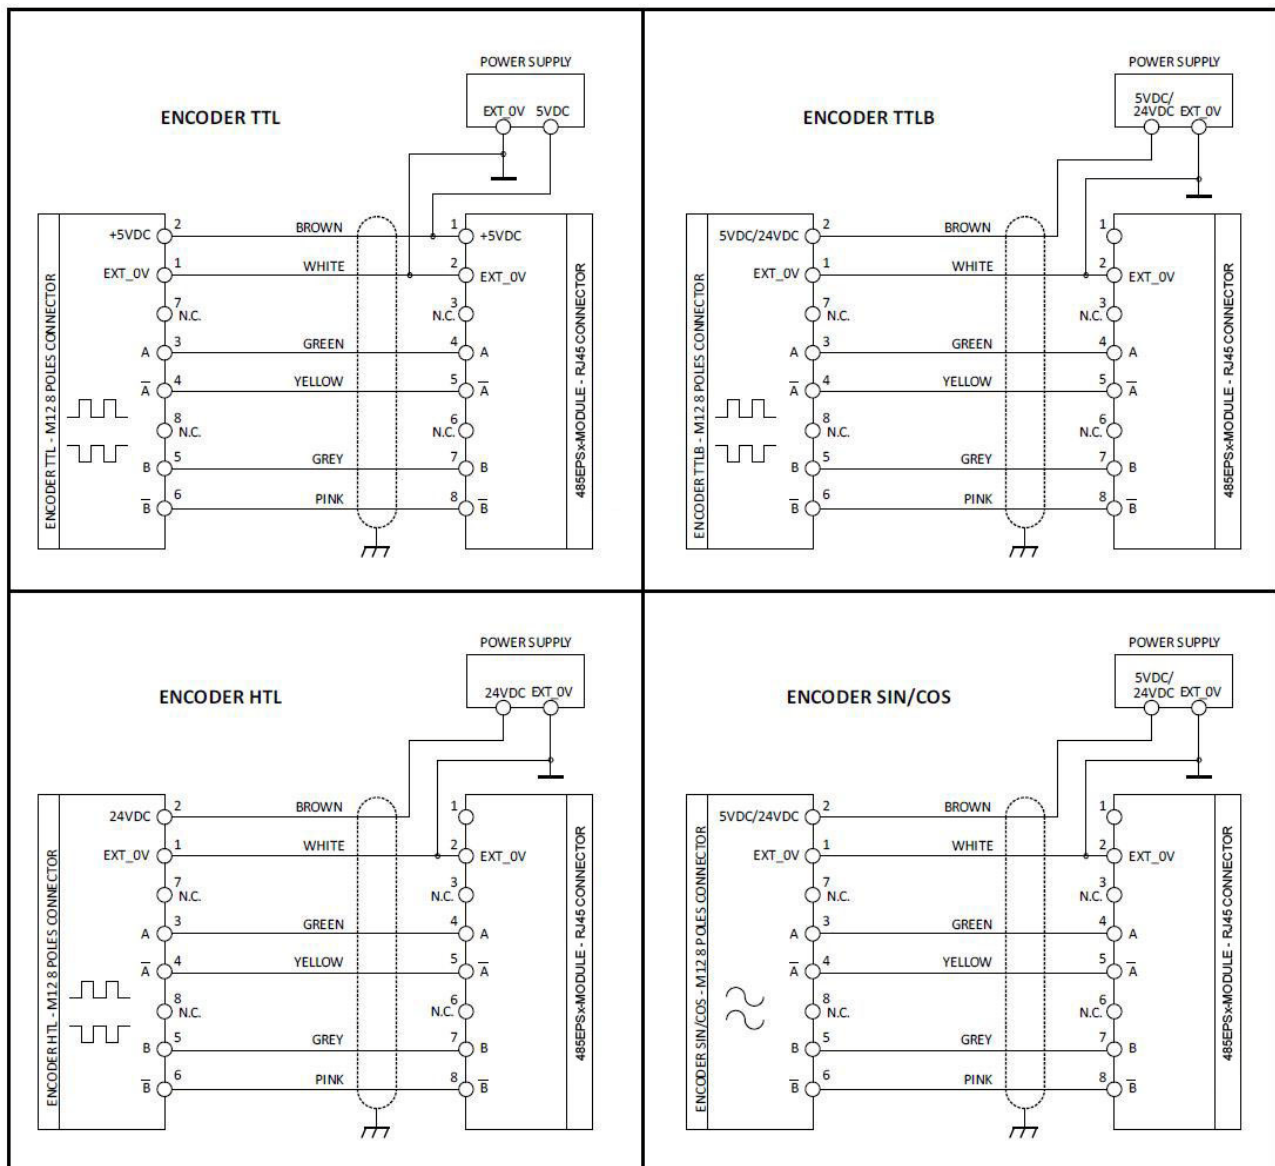 POWER SUPPLY
EXT_0V 5VDC
ENCODER TTL
ENCODER TTL - M12 8 POLES CONNECTOR
+5VDC 2 BROWN 1 +5VDC
EXT_0V 1 WHITE 2 EXT_0V
7 N.C. 3 N.C.
A 3 GREEN 4 A
A̅ 4 YELLOW 5 A̅
8 N.C. 6 N.C.
B 5 GREY 7 B
B̅ 6 PINK 8 B̅
485EPSx-MODULE - RJ45 CONNECTOR
POWER SUPPLY
5VDC/
24VDC EXT_0V
ENCODER TTLB
ENCODER TTLB - M12 8 POLES CONNECTOR
5VDC/24VDC 2 BROWN 1
EXT_0V 1 WHITE 2 EXT_0V
7 N.C. 3 N.C.
A 3 GREEN 4 A
A̅ 4 YELLOW 5 A̅
8 N.C. 6 N.C.
B 5 GREY 7 B
B̅ 6 PINK 8 B̅
485EPSx-MODULE - RJ45 CONNECTOR
POWER SUPPLY
24VDC EXT_0V
ENCODER HTL
ENCODER HTL - M12 8 POLES CONNECTOR
24VDC 2 BROWN 1
EXT_0V 1 WHITE 2 EXT_0V
7 N.C. 3 N.C.
A 3 GREEN 4 A
A̅ 4 YELLOW 5 A̅
8 N.C. 6 N.C.
B 5 GREY 7 B
B̅ 6 PINK 8 B̅
485EPSx-MODULE - RJ45 CONNECTOR
POWER SUPPLY
5VDC/
24VDC EXT_0V
ENCODER SIN/COS
ENCODER SIN/COS - M12 8 POLES CONNECTOR
5VDC/24VDC 2 BROWN 1
EXT_0V 1 WHITE 2 EXT_0V
7 N.C. 3 N.C.
A 3 GREEN 4 A
A̅ 4 YELLOW 5 A̅
8 N.C. 6 N.C.
B 5 GREY 7 B
B̅ 6 PINK 8 B̅
485EPSx-MODULE - RJ45 CONNECTOR